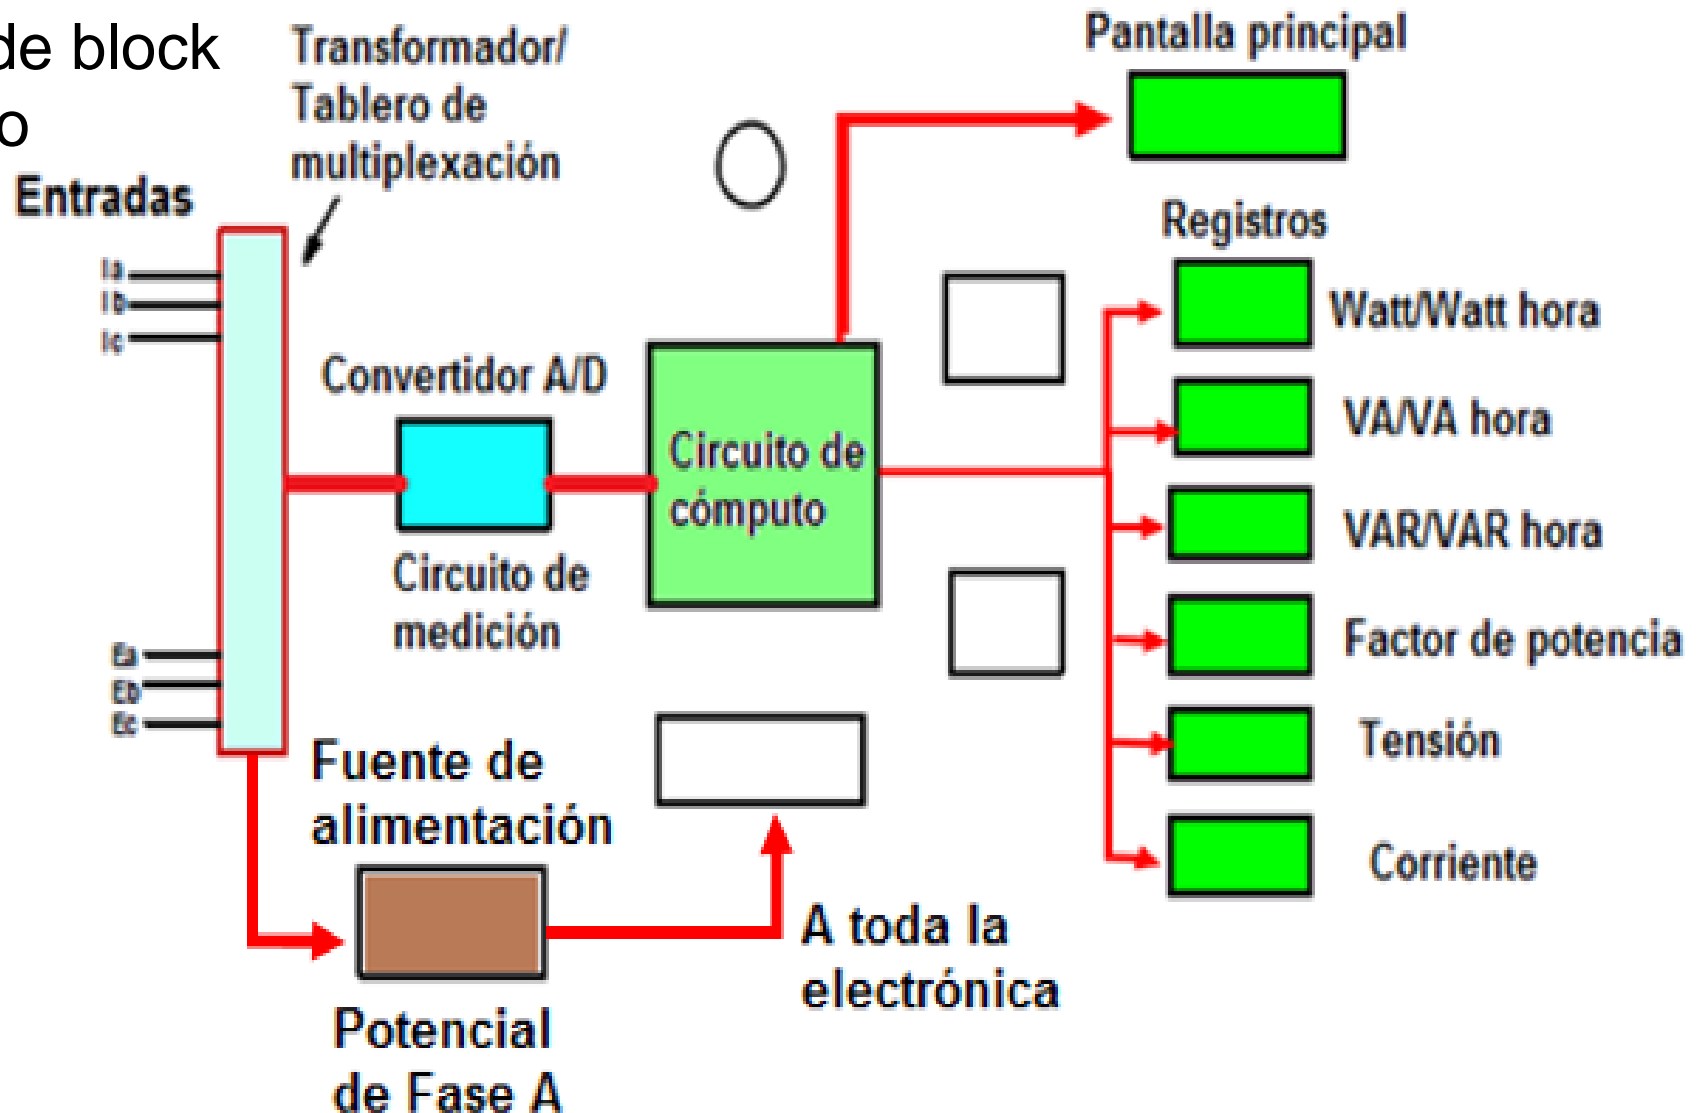 de block
o
Transformador/
Tablero de
multiplexación
Entradas
Ia
Ib
Ic
Ea
Eb
Ec
Convertidor A/D
Circuito de
medición
Circuito de
cómputo
Pantalla principal
Registros
Watt/Watt hora
VA/VA hora
VAR/VAR hora
Factor de potencia
Tensión
Corriente
Fuente de
alimentación
Potencial
de Fase A
A toda la
electrónica